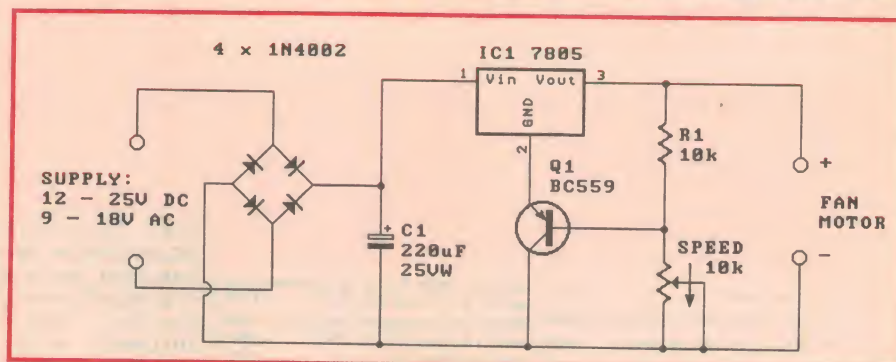 4 x 1N4002
IC1 7805
1
Vin Vout
3
GND
2
R1
10k
Q1
BC559
SUPPLY:
12 - 25V DC
9 - 18V AC
+
C1
220uF
25VW
SPEED
10k
+
FAN
MOTOR
-